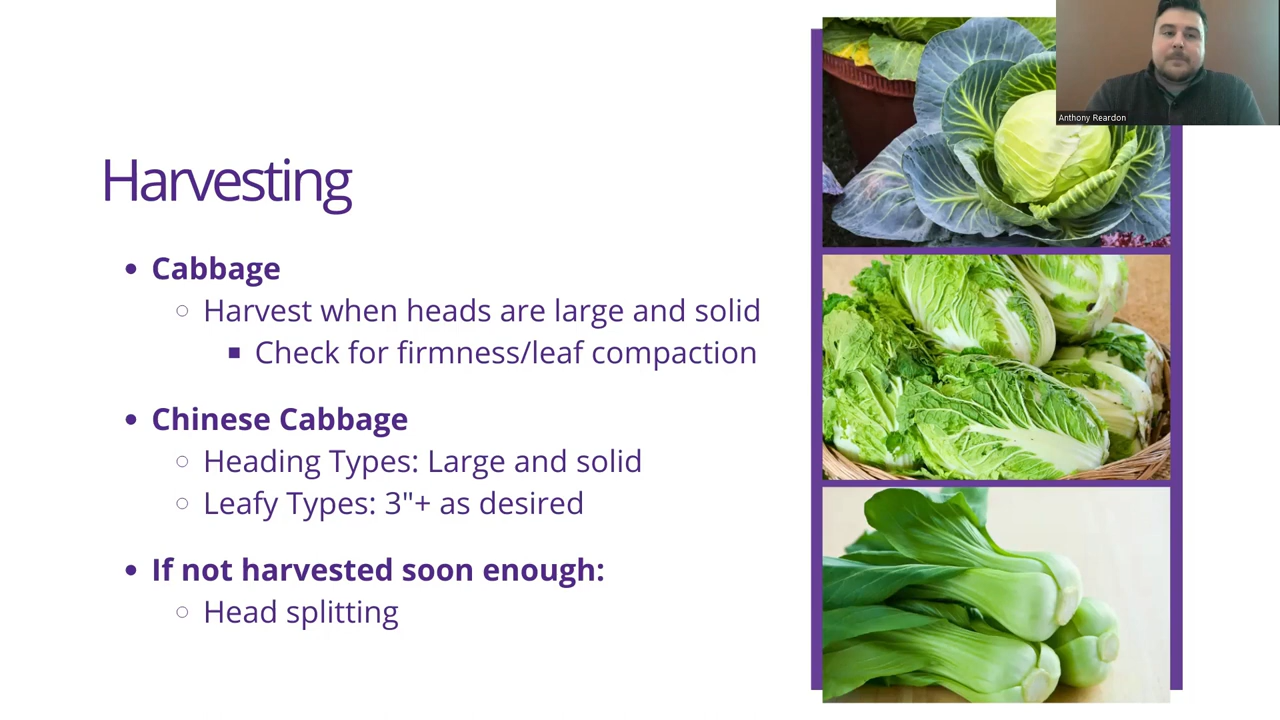 Harvesting
Cabbage
Harvest when heads are large and solid
Check for firmness/leaf compaction
Chinese Cabbage
Heading Types: Large and solid
Leafy Types: 3"+ as desired
If not harvested soon enough:
Head splitting
Anthony Reardon